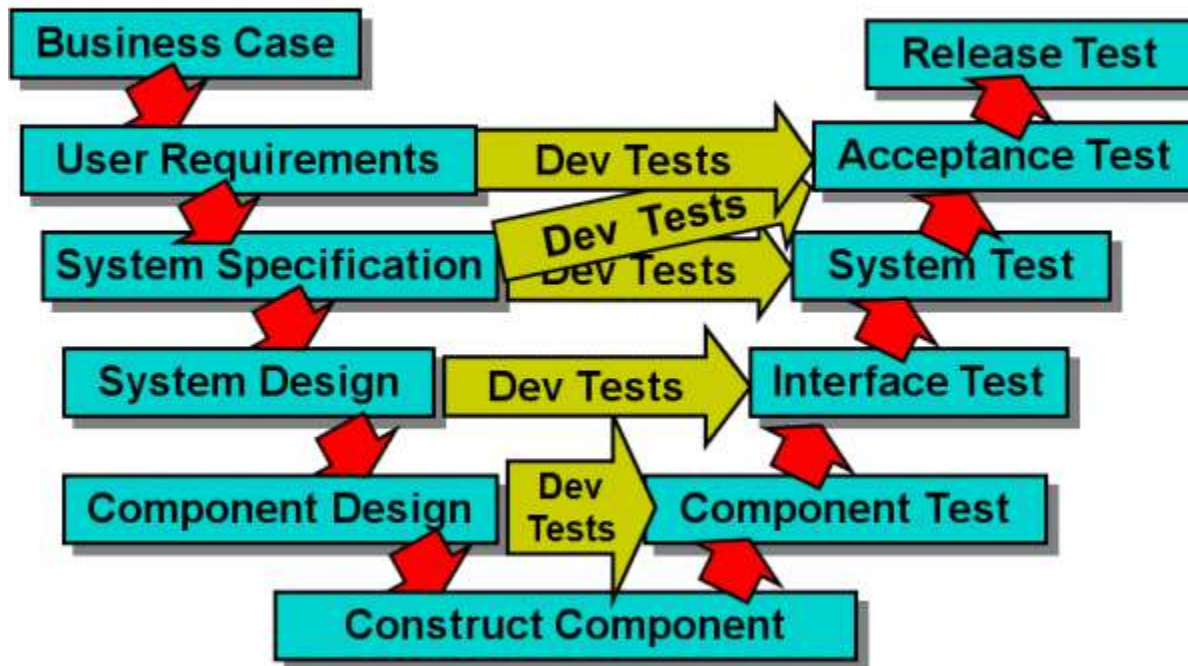 Business Case
Release Test
User Requirements
Dev Tests
Acceptance Test
Dev Tests
System Specification
Dev Tests
System Test
System Design
Dev Tests
Interface Test
Component Design
Dev
Tests
Component Test
Construct Component